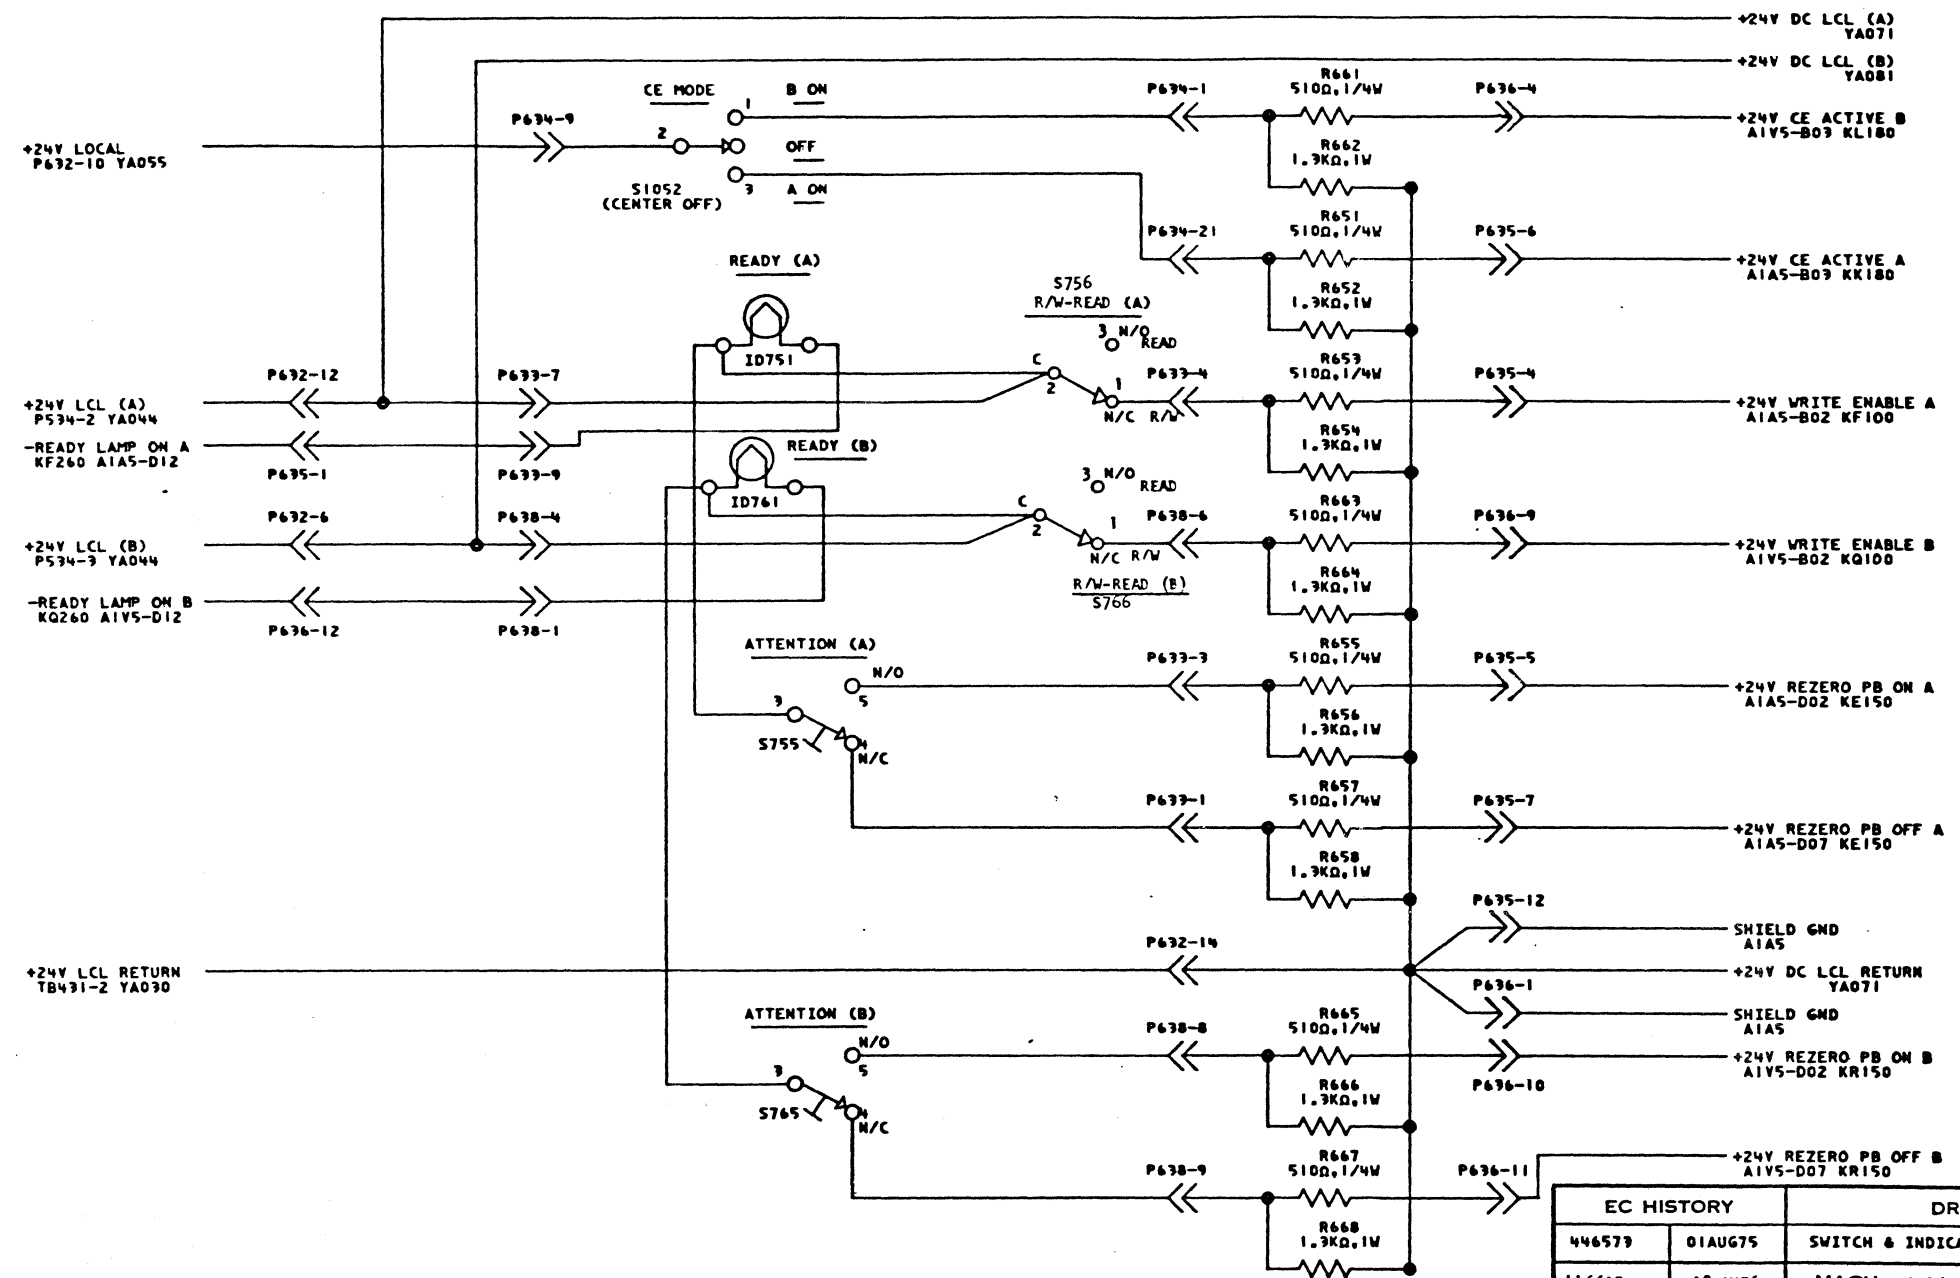 +24V DC LCL (A)
YA071
+24V DC LCL (B)
YA081
CE MODE
B ON
P634-1
R661
510Ω,1/4W
P636-4
P634-9
1
+24V CE ACTIVE B
A1V5-B03 KL180
+24V LOCAL
P632-10 YA055
2
OFF
R662
1.3KΩ,1W
S1052
(CENTER OFF)
3
A ON
P634-21
R651
510Ω,1/4W
P635-6
+24V CE ACTIVE A
A1A5-B03 KK180
READY (A)
S756
R/W-READ (A)
R652
1.3KΩ,1W
3 N/O
READ
ID751
P632-12
P633-7
C
2
1
P633-4
R653
510Ω,1/4W
P635-4
+24V LCL (A)
P534-2 YA044
N/C R/W
+24V WRITE ENABLE A
A1A5-B02 KF100
-READY LAMP ON A
KF260 A1A5-D12
READY (B)
R654
1.3KΩ,1W
P635-1
P633-9
3 N/O
READ
ID761
P632-6
P638-4
C
2
1
P638-6
R663
510Ω,1/4W
P636-9
+24V LCL (B)
P534-3 YA044
N/C R/W
+24V WRITE ENABLE B
A1V5-B02 KQ100
R/W-READ (B)
S766
R664
1.3KΩ,1W
-READY LAMP ON B
KQ260 A1V5-D12
P636-12
P638-1
ATTENTION (A)
N/O
5
P633-3
R655
510Ω,1/4W
P635-5
+24V REZERO PB ON A
A1A5-D02 KE150
3
S755
4
N/C
R656
1.3KΩ,1W
P633-1
R657
510Ω,1/4W
P635-7
+24V REZERO PB OFF A
A1A5-D07 KE150
R658
1.3KΩ,1W
P635-12
SHIELD GND
A1A5
P632-14
+24V LCL RETURN
TB431-2 YA030
+24V DC LCL RETURN
YA071
P636-1
SHIELD GND
A1A5
ATTENTION (B)
N/O
5
P638-8
R665
510Ω,1/4W
+24V REZERO PB ON B
A1V5-D02 KR150
P636-10
3
S765
4
N/C
R666
1.3KΩ,1W
P638-9
R667
510Ω,1/4W
P636-11
+24V REZERO PB OFF B
A1V5-D07 KR150
R668
1.3KΩ,1W
EC HISTORY
DR
446573
01AUG75
SWITCH & INDICA